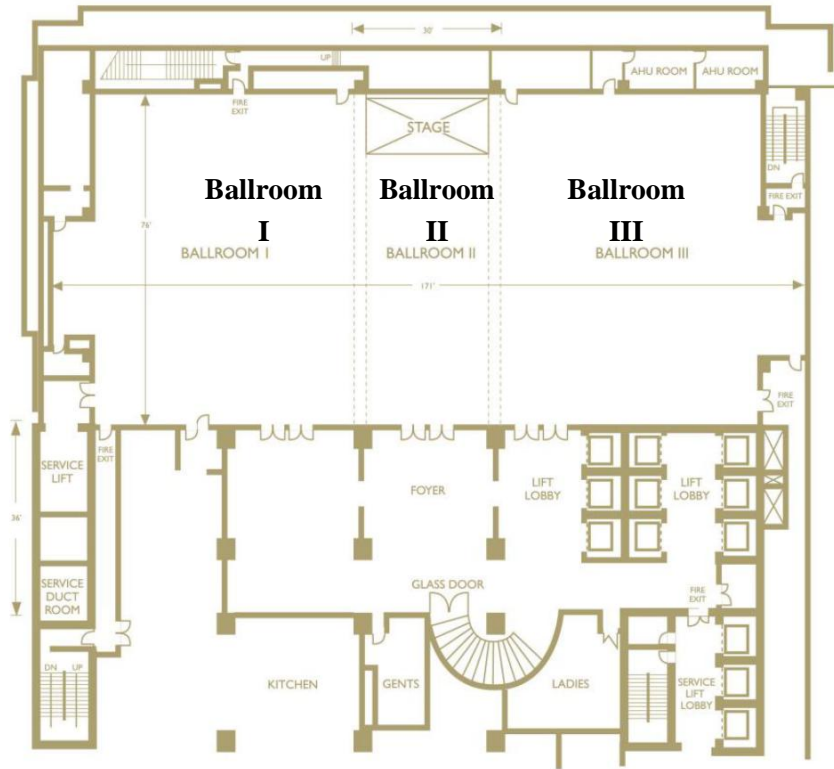 30'
UP
AHU ROOM
AHU ROOM
FIRE
EXIT
STAGE
DN
FIRE EXIT
Ballroom
I
Ballroom
II
Ballroom
III
76'
BALLROOM I
BALLROOM II
BALLROOM III
171'
FIRE
EXIT
FIRE
EXIT
SERVICE
LIFT
FOYER
LIFT
LOBBY
LIFT
LOBBY
36'
SERVICE
DUCT
ROOM
GLASS DOOR
FIRE
EXIT
DN UP
KITCHEN
GENTS
LADIES
SERVICE
LIFT
LOBBY